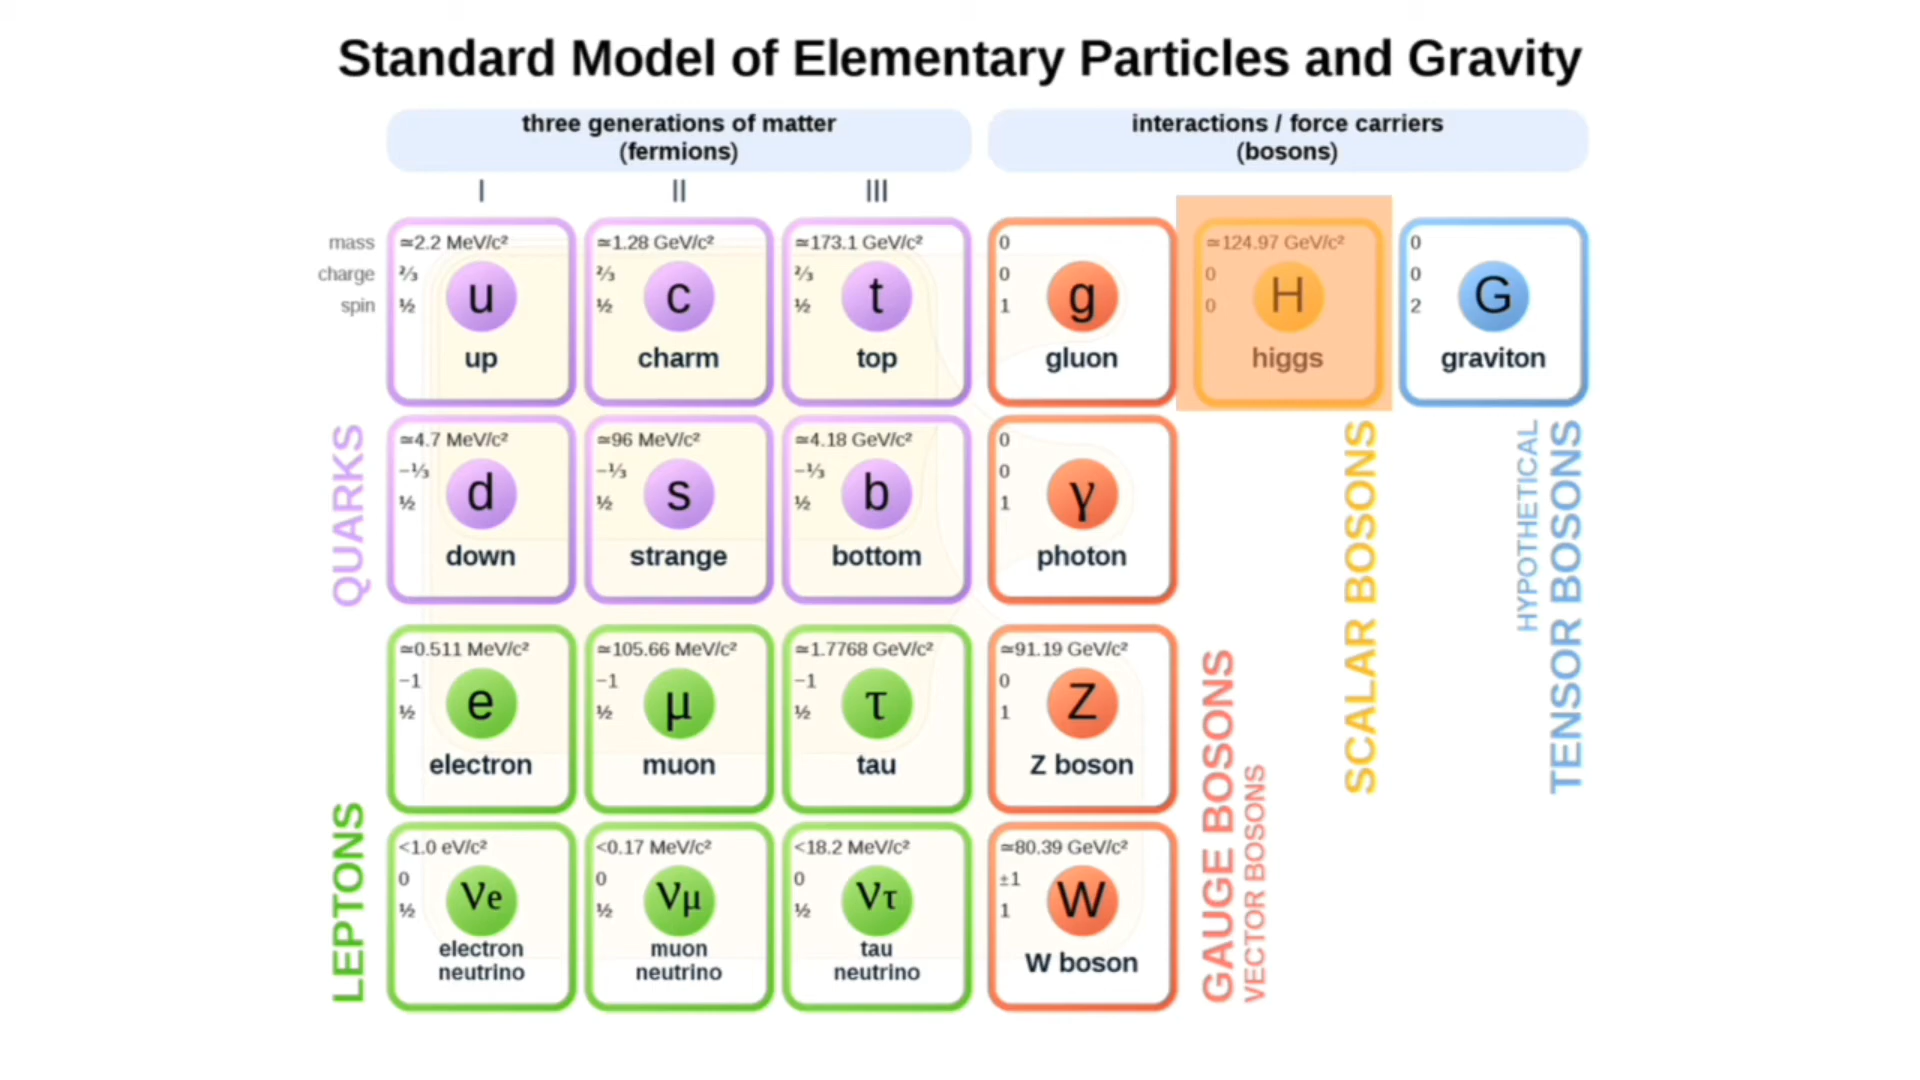 Standard Model of Elementary Particles and Gravity
three generations of matter
(fermions)
interactions / force carriers
(bosons)
I
II
III
mass
charge
spin
≃2.2 MeV/c²
⅔
½
u
up
≃1.28 GeV/c²
⅔
½
c
charm
≃173.1 GeV/c²
⅔
½
t
top
0
0
1
g
gluon
≃124.97 GeV/c²
0
0
H
higgs
0
0
2
G
graviton
QUARKS
≃4.7 MeV/c²
−⅓
½
d
down
≃96 MeV/c²
−⅓
½
s
strange
≃4.18 GeV/c²
−⅓
½
b
bottom
0
0
1
γ
photon
≃0.511 MeV/c²
−1
½
e
electron
≃105.66 MeV/c²
−1
½
μ
muon
≃1.7768 GeV/c²
−1
½
τ
tau
≃91.19 GeV/c²
0
1
Z
Z boson
LEPTONS
<1.0 eV/c²
0
½
νe
electron
neutrino
<0.17 MeV/c²
0
½
νμ
muon
neutrino
<18.2 MeV/c²
0
½
ντ
tau
neutrino
≃80.39 GeV/c²
±1
1
W
W boson
GAUGE BOSONS
VECTOR BOSONS
SCALAR BOSONS
HYPOTHETICAL
TENSOR BOSONS